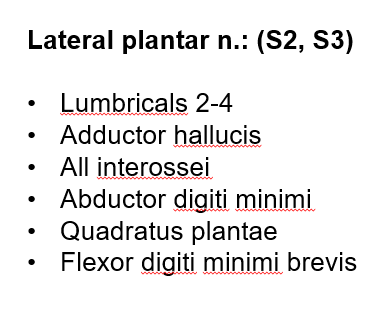 Lateral plantar n.: (S2, S3)
• Lumbricals 2-4
• Adductor hallucis
• All interossei
• Abductor digiti minimi
• Quadratus plantae
• Flexor digiti minimi brevis